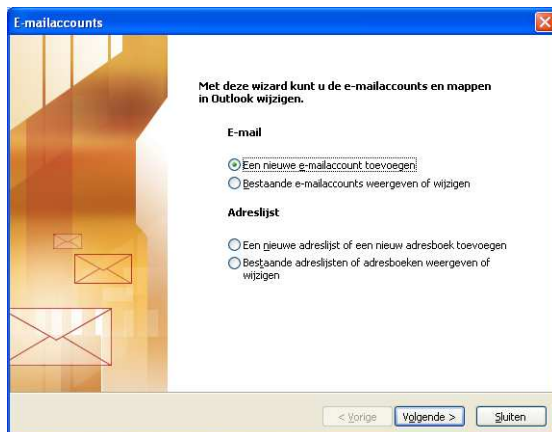 E-mailaccounts
Met deze wizard kunt u de e-mailaccounts en mappen
in Outlook wijzigen.
E-mail
Een nieuwe e-mailaccount toevoegen
Bestaande e-mailaccounts weergeven of wijzigen
Adreslijst
Een nieuwe adreslijst of een nieuw adresboek toevoegen
Bestaande adreslijsten of adresboeken weergeven of
wijzigen
< Vorige
Volgende >
Sluiten